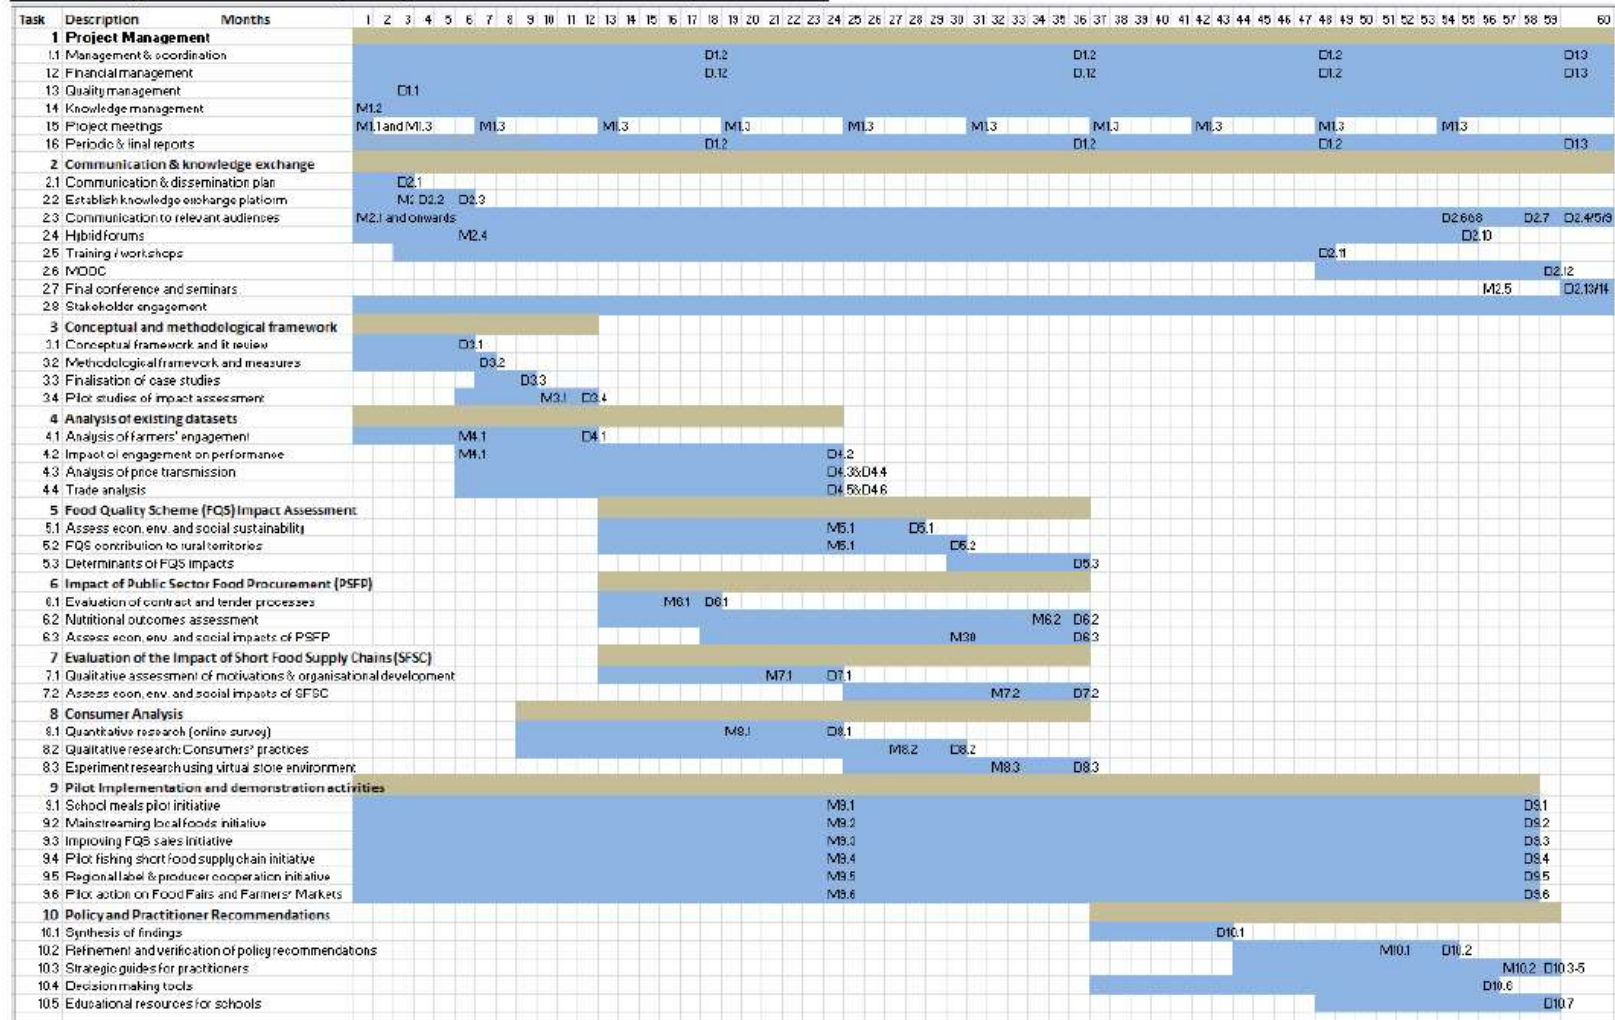 Task Description Months 1 2 3 4 5 6 7 8 9 10 11 12 13 14 15 16 17 18 19 20 21 22 23 24 25 26 27 28 29 30 31 32 33 34 35 36 37 38 39 40 41 42 43 44 45 46 47 48 49 50 51 52 53 54 55 56 57 58 59 60
1 Project Management
1.1 Management & coordination D1.2 D1.2 D1.2 D1.3
1.2 Financial management D.12 D.12 D1.2 D1.3
1.3 Quality management D1.1
1.4 Knowledge management M1.2
1.5 Project meetings M1.1 and M1.3 M1.3 M1.3 M1.3 M1.3 M1.3 M1.3 M1.3 M1.3 M1.3
1.6 Periodic & final reports D1.2 D1.2 D1.2 D1.3
2 Communication & knowledge exchange
2.1 Communication & dissemination plan D2.1
2.2 Establish knowledge exchange platform M2 D2.2 D2.3
2.3 Communication to relevant audiences M2.1 and onwards D2.6&8 D2.7 D2.4/5/9
2.4 Hybrid forums M2.4 D2.10
2.5 Training / workshops D2.11
2.6 MOOC D2.12
2.7 Final conference and seminars M2.5 D2.13/14
2.8 Stakeholder engagement
3 Conceptual and methodological framework
3.1 Conceptual framework and lit review D3.1
3.2 Methodological framework and measures D3.2
3.3 Finalisation of case studies D3.3
3.4 Pilot studies of impact assessment M3.1 D3.4
4 Analysis of existing datasets
4.1 Analysis of farmers' engagement M4.1 D4.1
4.2 Impact of engagement on performance M4.1 D4.2
4.3 Analysis of price transmission D4.3&D4.4
4.4 Trade analysis D4.5&D4.6
5 Food Quality Scheme (FQS) Impact Assessment
5.1 Assess econ, env. and social sustainability M5.1 D5.1
5.2 FQS contribution to rural territories M5.1 D5.2
5.3 Determinants of FQS impacts D5.3
6 Impact of Public Sector Food Procurement (PSFP)
6.1 Evaluation of contract and tender processes M6.1 D6.1
6.2 Nutritional outcomes assessment M6.2 D6.2
6.3 Assess econ, env. and social impacts of PSFP M30 D6.3
7 Evaluation of the Impact of Short Food Supply Chains (SFSC)
7.1 Qualitative assessment of motivations & organisational development M7.1 D7.1
7.2 Assess econ, env. and social impacts of SFSC M7.2 D7.2
8 Consumer Analysis
8.1 Quantitative research (online survey) M8.1 D8.1
8.2 Qualitative research: Consumers' practices M8.2 D8.2
8.3 Experiment research using virtual store environment M8.3 D8.3
9 Pilot Implementation and demonstration activities
9.1 School meals pilot initiative M9.1 D9.1
9.2 Mainstreaming local foods initiative M9.2 D9.2
9.3 Improving FQS sales initiative M9.3 D9.3
9.4 Pilot fishing short food supply chain initiative M9.4 D9.4
9.5 Regional label & producer cooperation initiative M9.5 D9.5
9.6 Pilot action on Food Fairs and Farmers' Markets M9.6 D9.6
10 Policy and Practitioner Recommendations
10.1 Synthesis of findings D10.1
10.2 Refinement and verification of policy recommendations M10.1 D10.2
10.3 Strategic guides for practitioners M10.2 D10.3-5
10.4 Decision making tools D10.6
10.5 Educational resources for schools D10.7